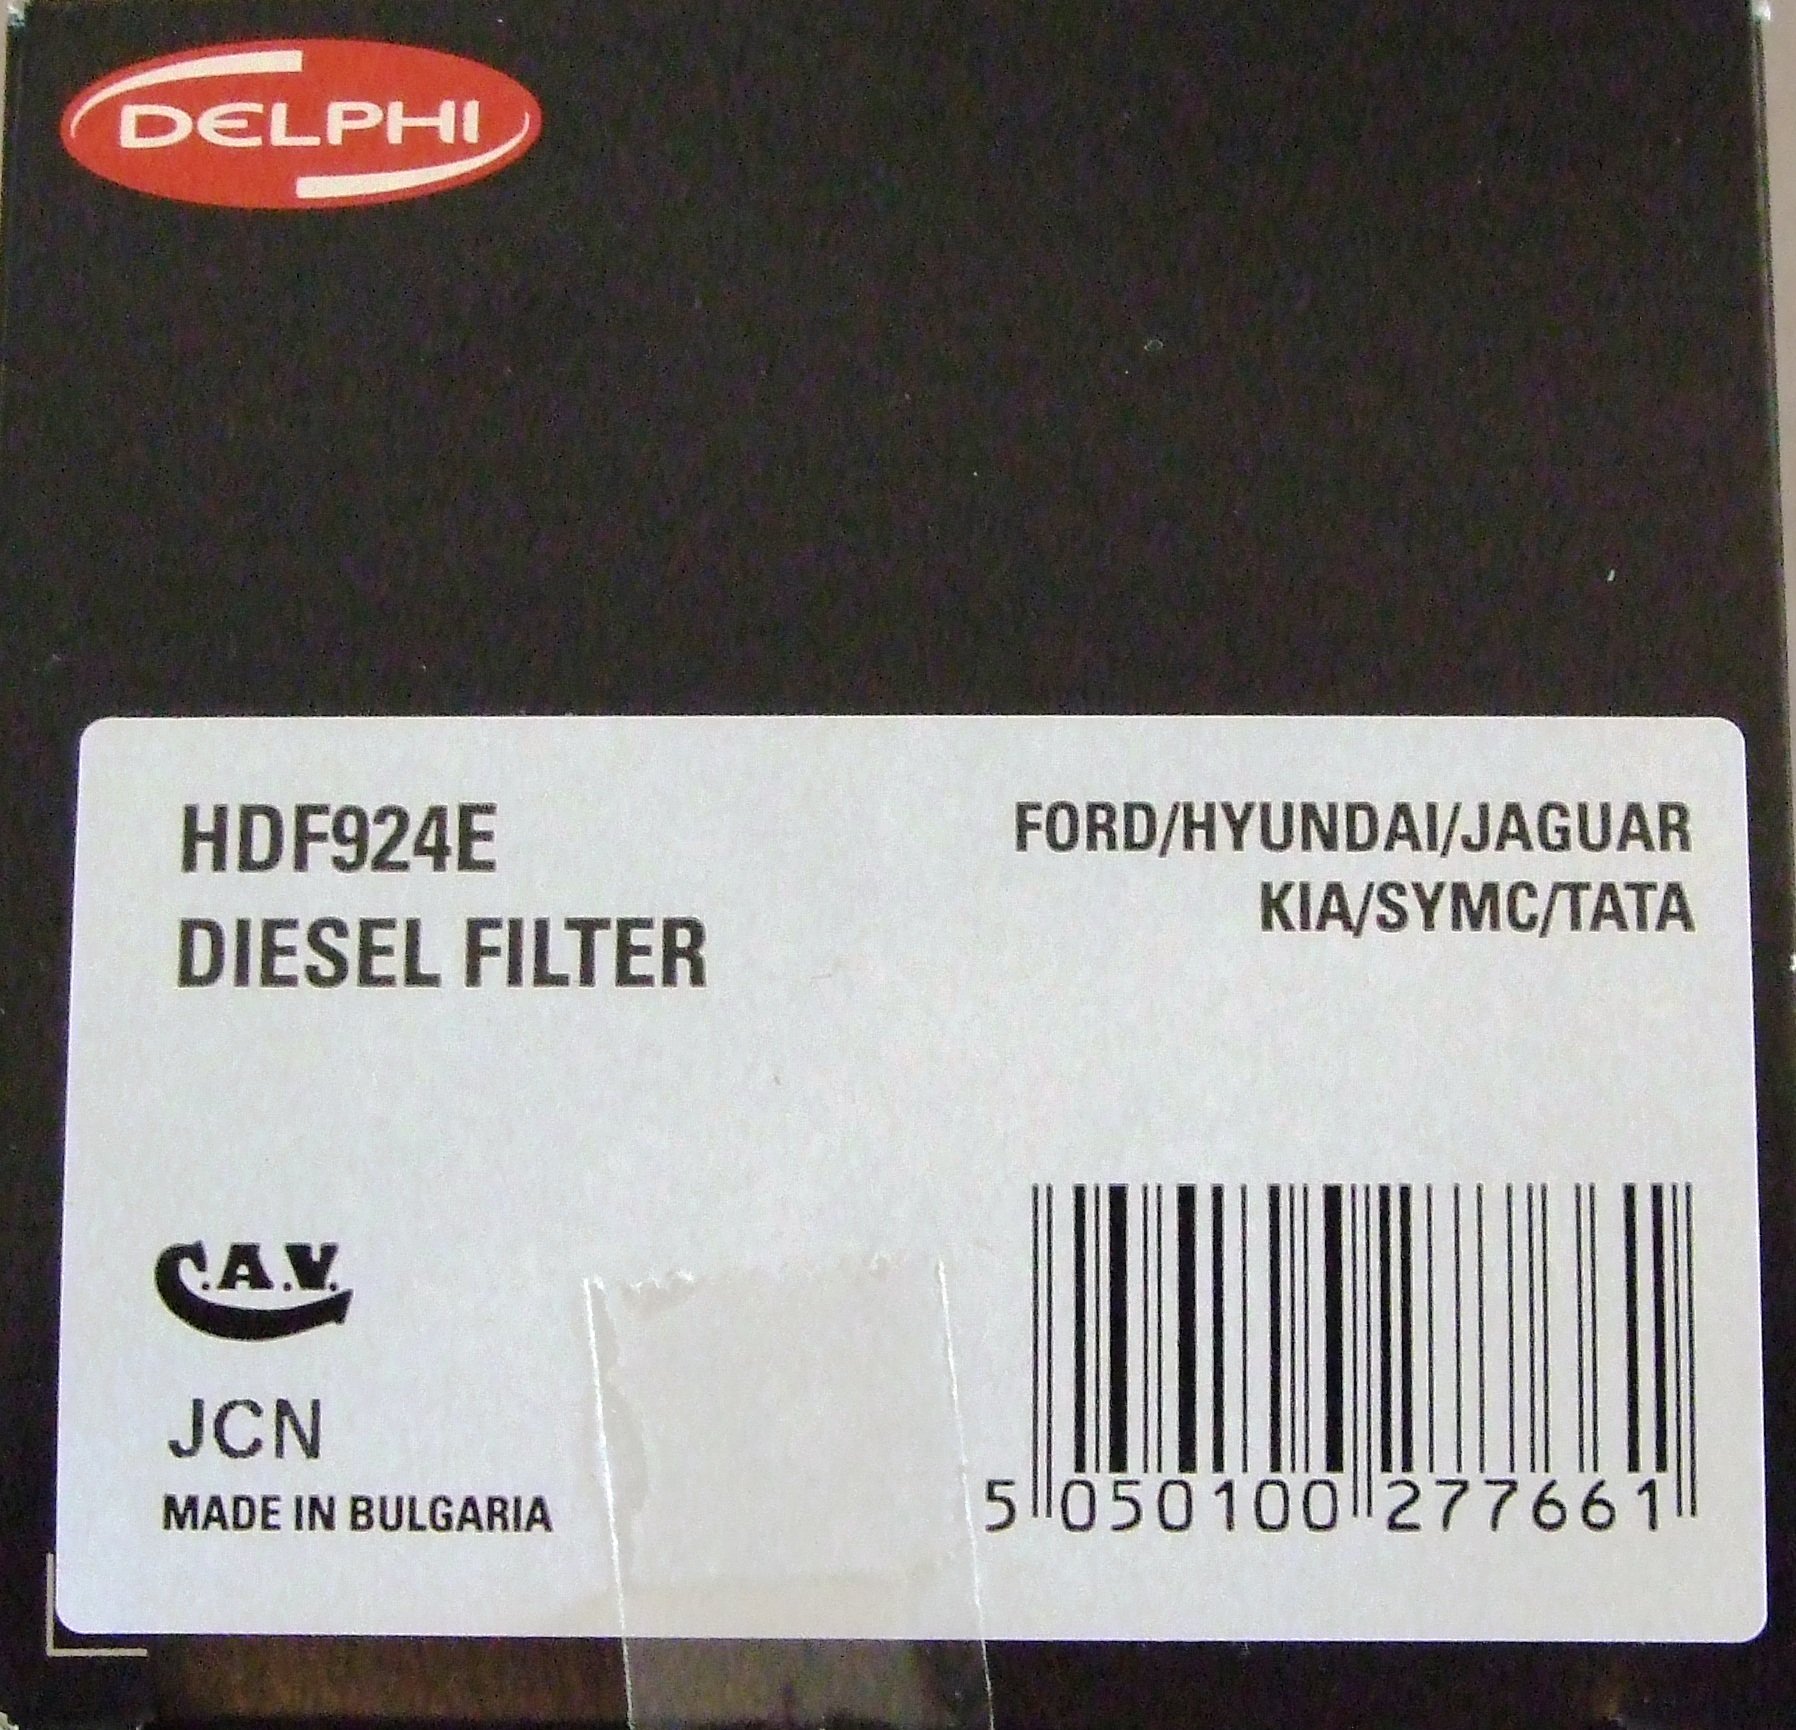 DELPHI
HDF924E
DIESEL FILTER
FORD/HYUNDAI/JAGUAR
KIA/SYMC/TATA
C.A.V.
JCN
MADE IN BULGARIA
5 050100 277661